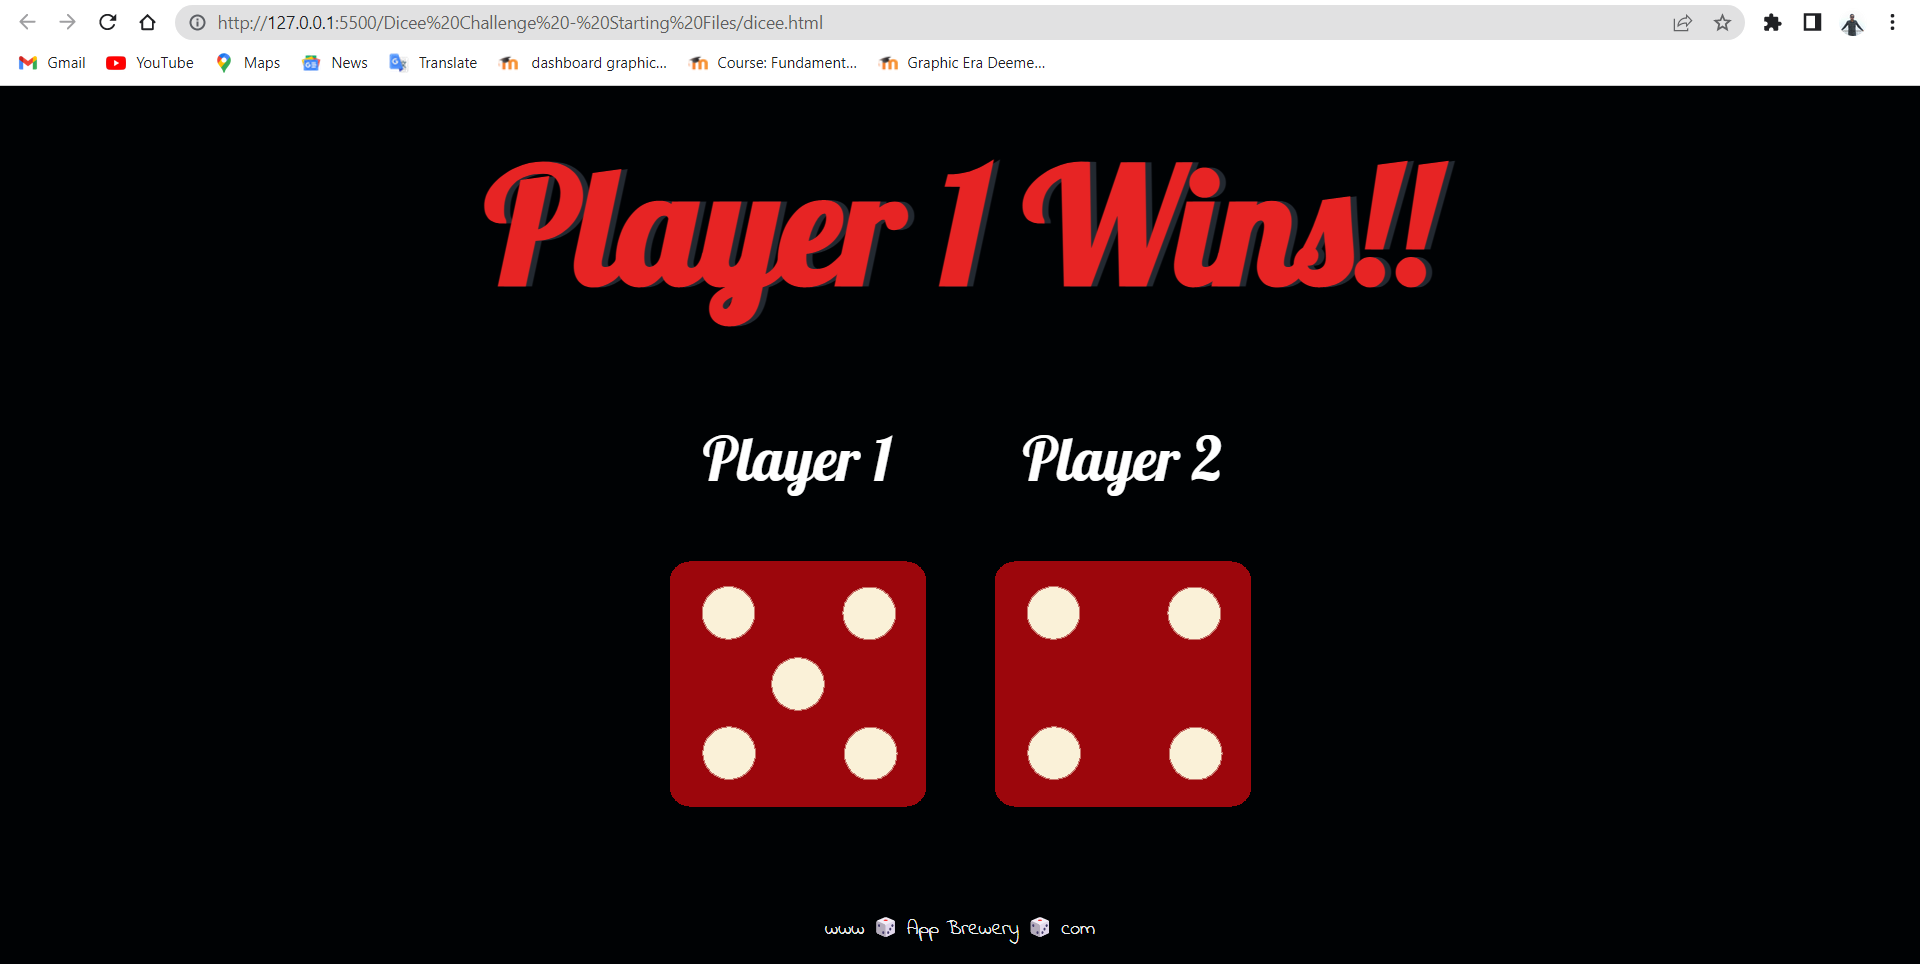 http://127.0.0.1:5500/Dicee%20Challenge%20-%20Starting%20Files/dicee.html
Gmail YouTube Maps News Translate dashboard graphic... Course: Fundament... Graphic Era Deeme...
Player 1 Wins!!
Player 1 Player 2
www 🎲 App Brewery 🎲 com